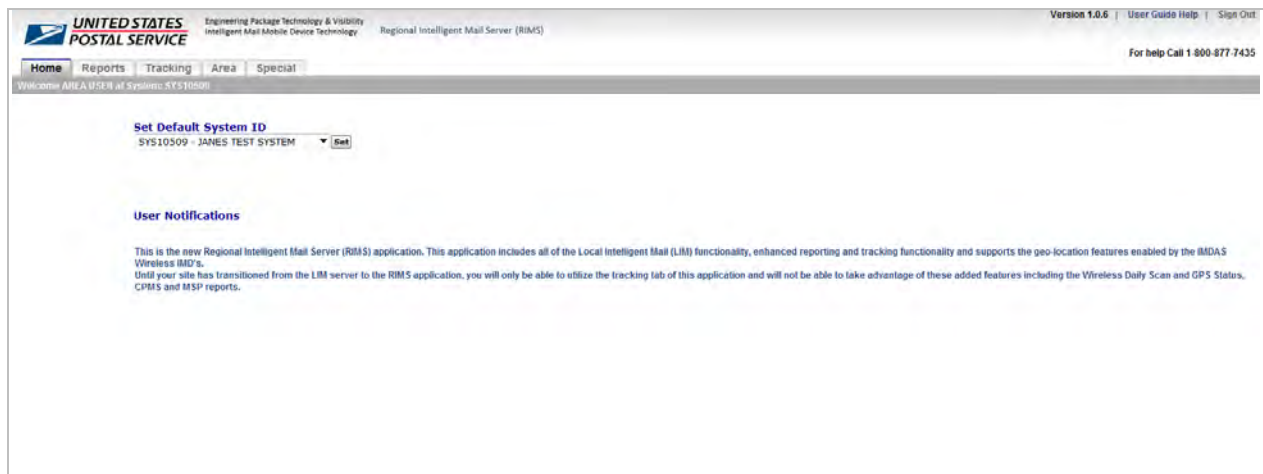 UNITED STATES
POSTAL SERVICE
Engineering Package Technology & Visibility
Intelligent Mail Mobile Device Technology
Regional Intelligent Mail Server (RIMS)
Version 1.0.6 | User Guide Help | Sign Out
For help Call 1-800-877-7435
Home Reports Tracking Area Special
Welcome AREA USER at System: SYS10509
Set Default System ID
SYS10509 - JANES TEST SYSTEM Set
User Notifications
This is the new Regional Intelligent Mail Server (RIMS) application. This application includes all of the Local Intelligent Mail (LIM) functionality, enhanced reporting and tracking functionality and supports the geo-location features enabled by the IMDAS
Wireless IMD's.
Until your site has transitioned from the LIM server to the RIMS application, you will only be able to utilize the tracking tab of this application and will not be able to take advantage of these added features including the Wireless Daily Scan and GPS Status,
CPMS and MSP reports.